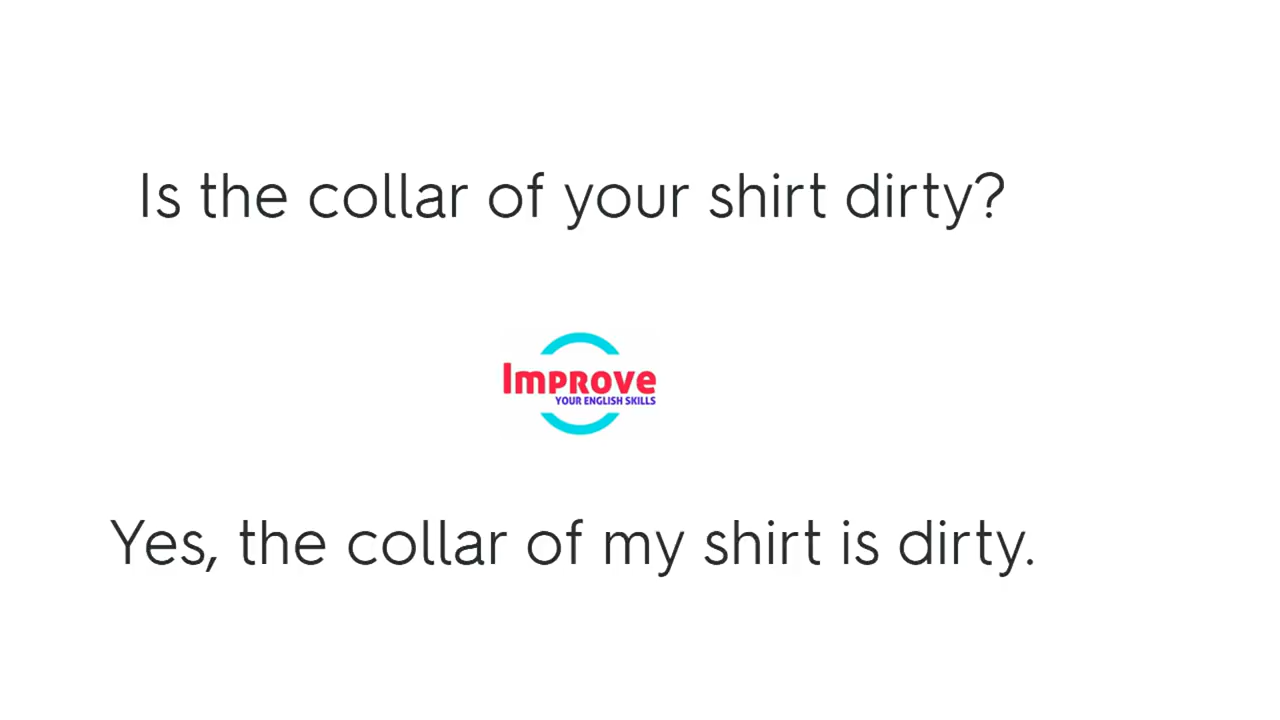 Is the collar of your shirt dirty?
Improve
YOUR ENGLISH SKILLS
Yes, the collar of my shirt is dirty.